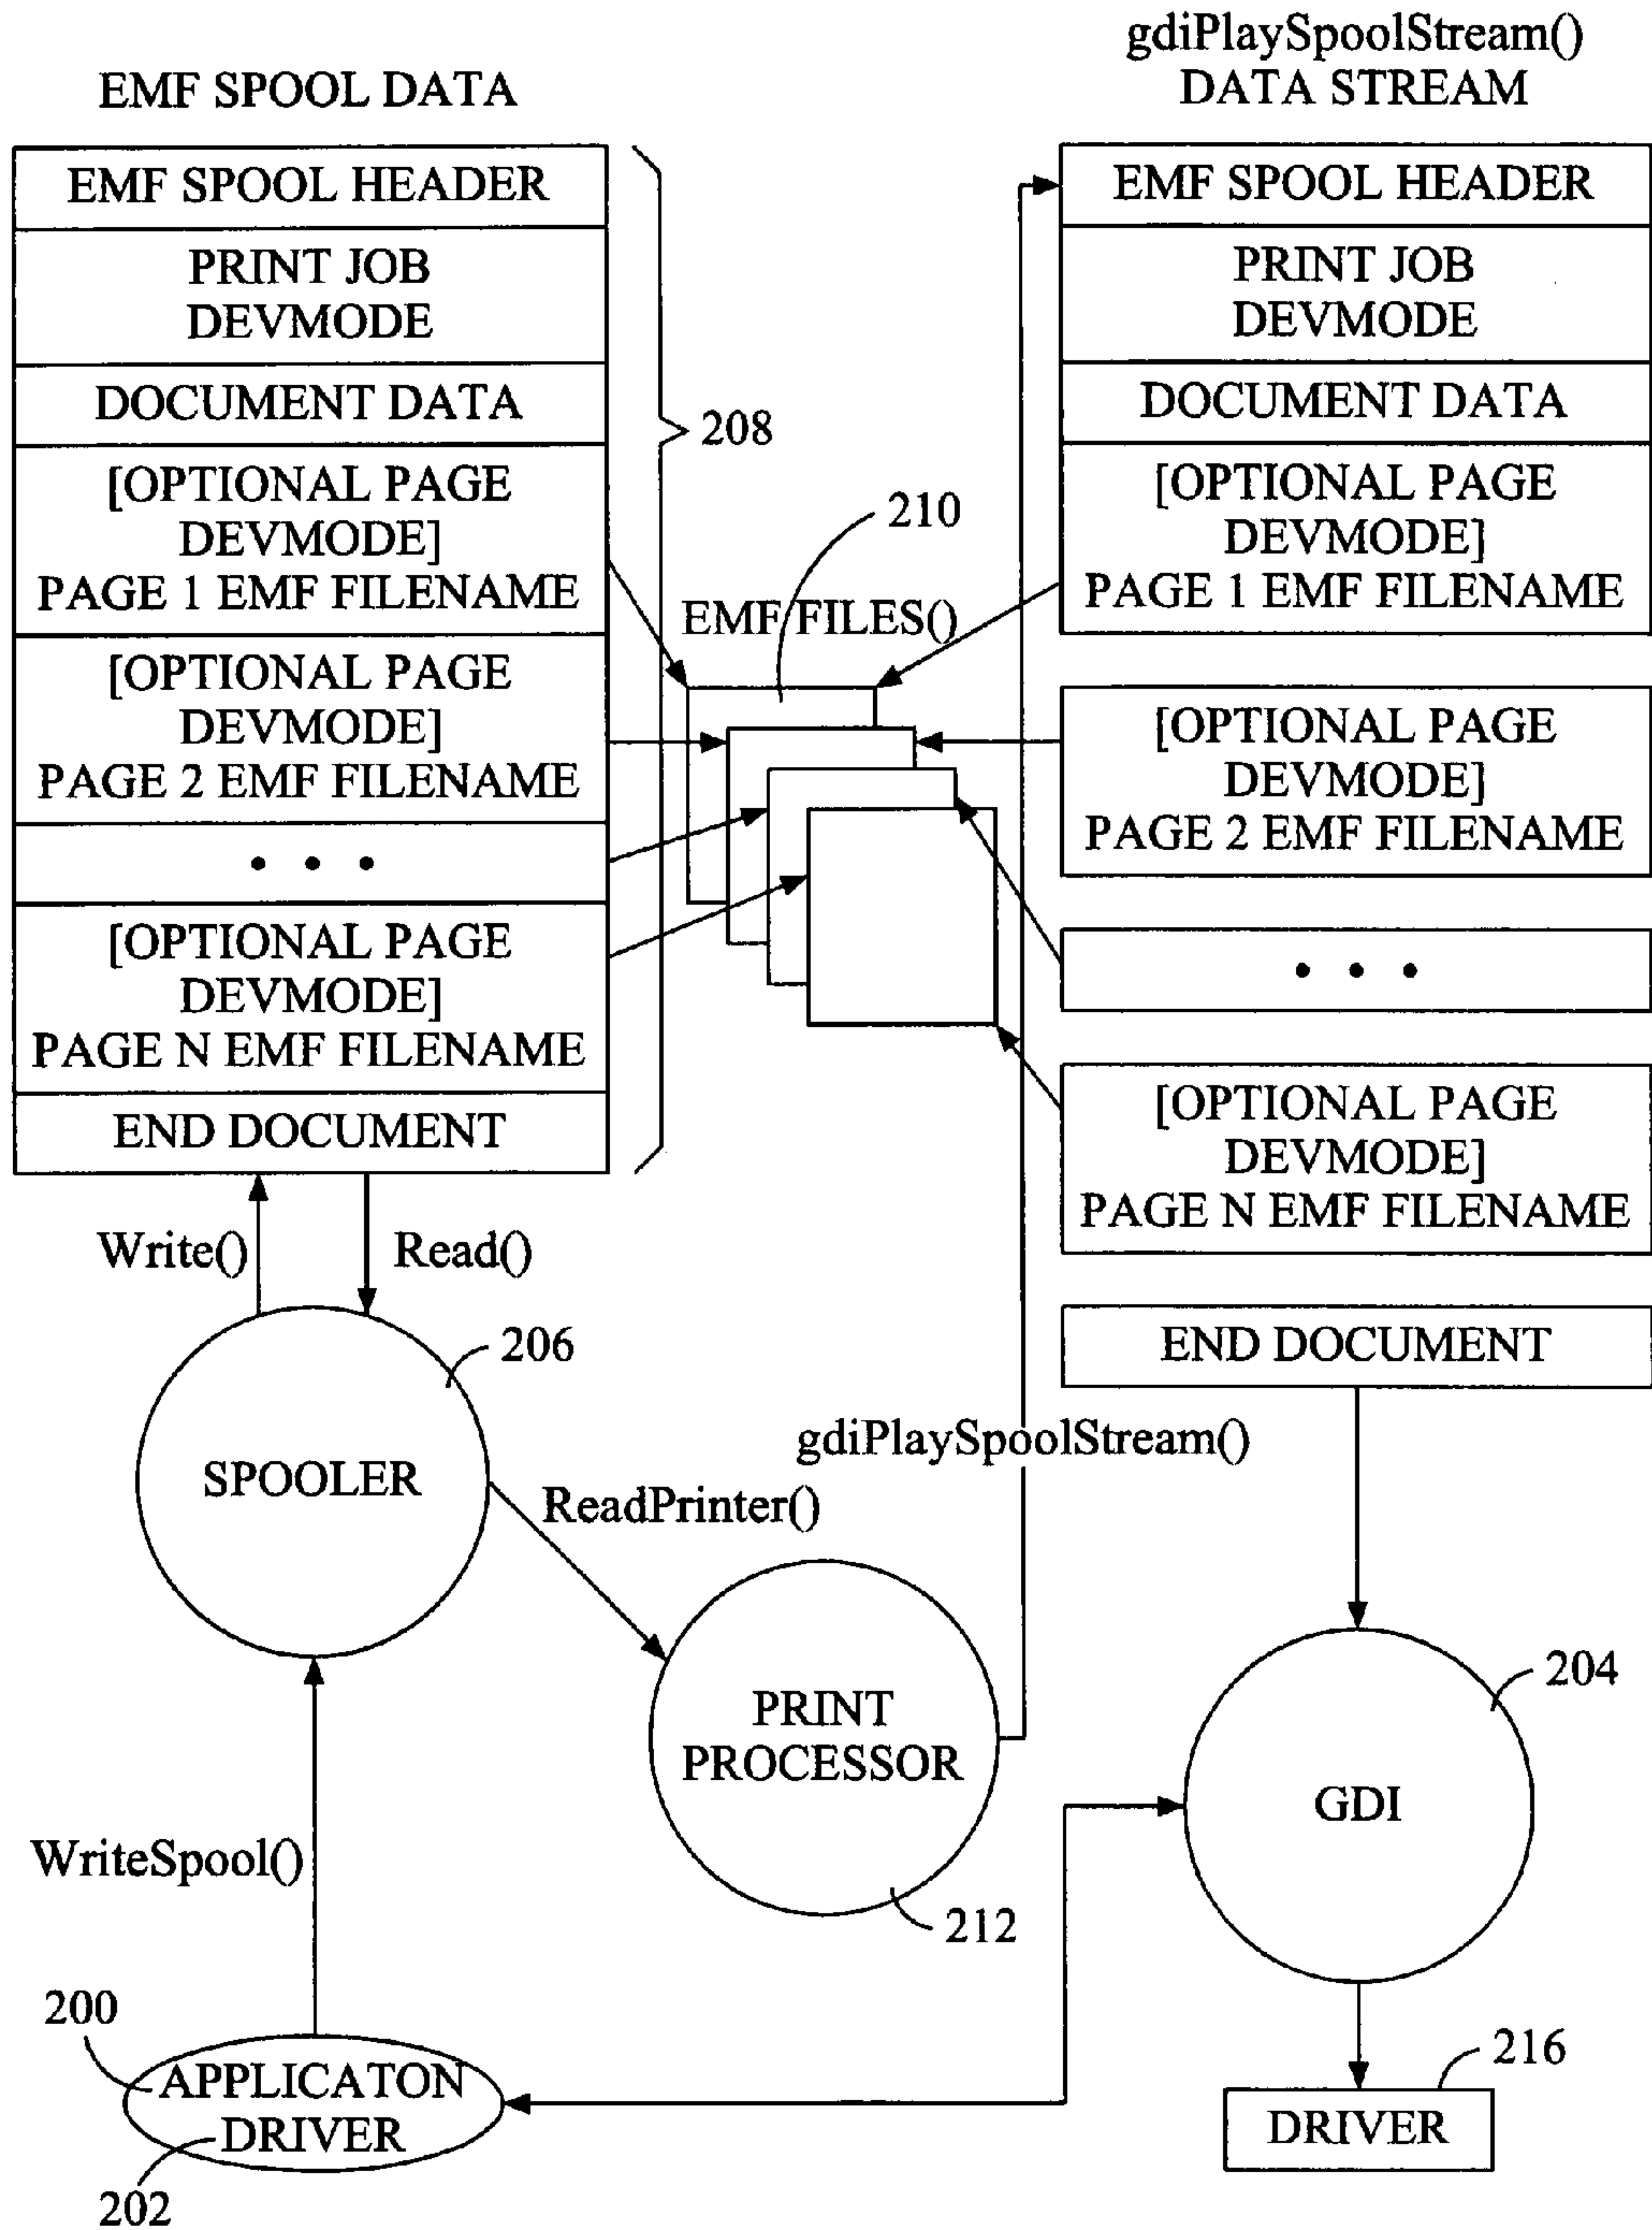 EMF SPOOL DATA
EMF SPOOL HEADER
PRINT JOB
DEVMODE
DOCUMENT DATA
[OPTIONAL PAGE
DEVMODE]
PAGE 1 EMF FILENAME
[OPTIONAL PAGE
DEVMODE]
PAGE 2 EMF FILENAME
• • •
[OPTIONAL PAGE
DEVMODE]
PAGE N EMF FILENAME
END DOCUMENT
208
210
EMF FILES()
gdiPlaySpoolStream()
DATA STREAM
EMF SPOOL HEADER
PRINT JOB
DEVMODE
DOCUMENT DATA
[OPTIONAL PAGE
DEVMODE]
PAGE 1 EMF FILENAME
[OPTIONAL PAGE
DEVMODE]
PAGE 2 EMF FILENAME
• • •
[OPTIONAL PAGE
DEVMODE]
PAGE N EMF FILENAME
END DOCUMENT
Write()
Read()
206
SPOOLER
ReadPrinter()
gdiPlaySpoolStream()
PRINT
PROCESSOR
212
204
GDI
WriteSpool()
200
APPLICATON
DRIVER
202
216
DRIVER